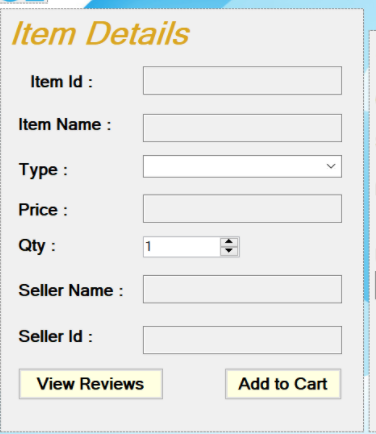 Item Details
Item Id :
Item Name :
Type :
Price :
Qty : 1
Seller Name :
Seller Id :
View Reviews Add to Cart